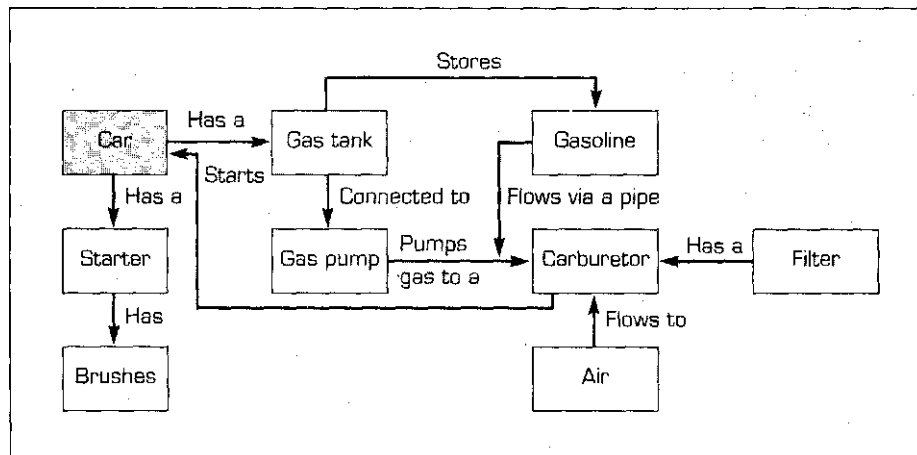 Stores
Car
Has a
Gas tank
Gasoline
Starts
Has a
Connected to
Flows via a pipe
Starter
Gas pump
Pumps
gas to a
Carburetor
Has a
Filter
Has
Flows to
Brushes
Air